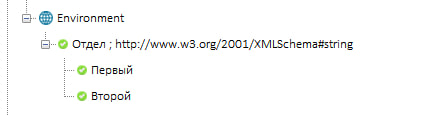 Environment
Отдел ; http://www.w3.org/2001/XMLSchema#string
Первый
Второй